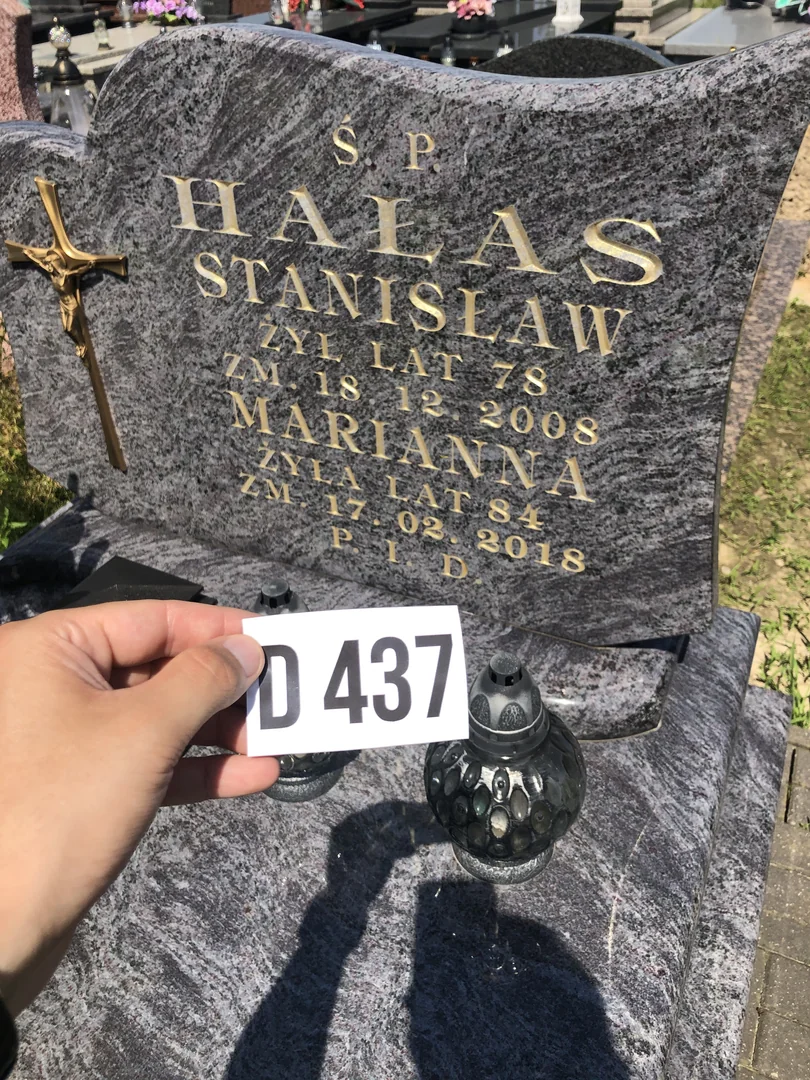 Ś. P.
HAŁAS
STANISŁAW
ŻYŁ LAT 78
ZM. 18. 12. 2008
MARIANNA
ŻYŁA LAT 84
ZM. 17. 02. 2018
P. I. D.
D 437